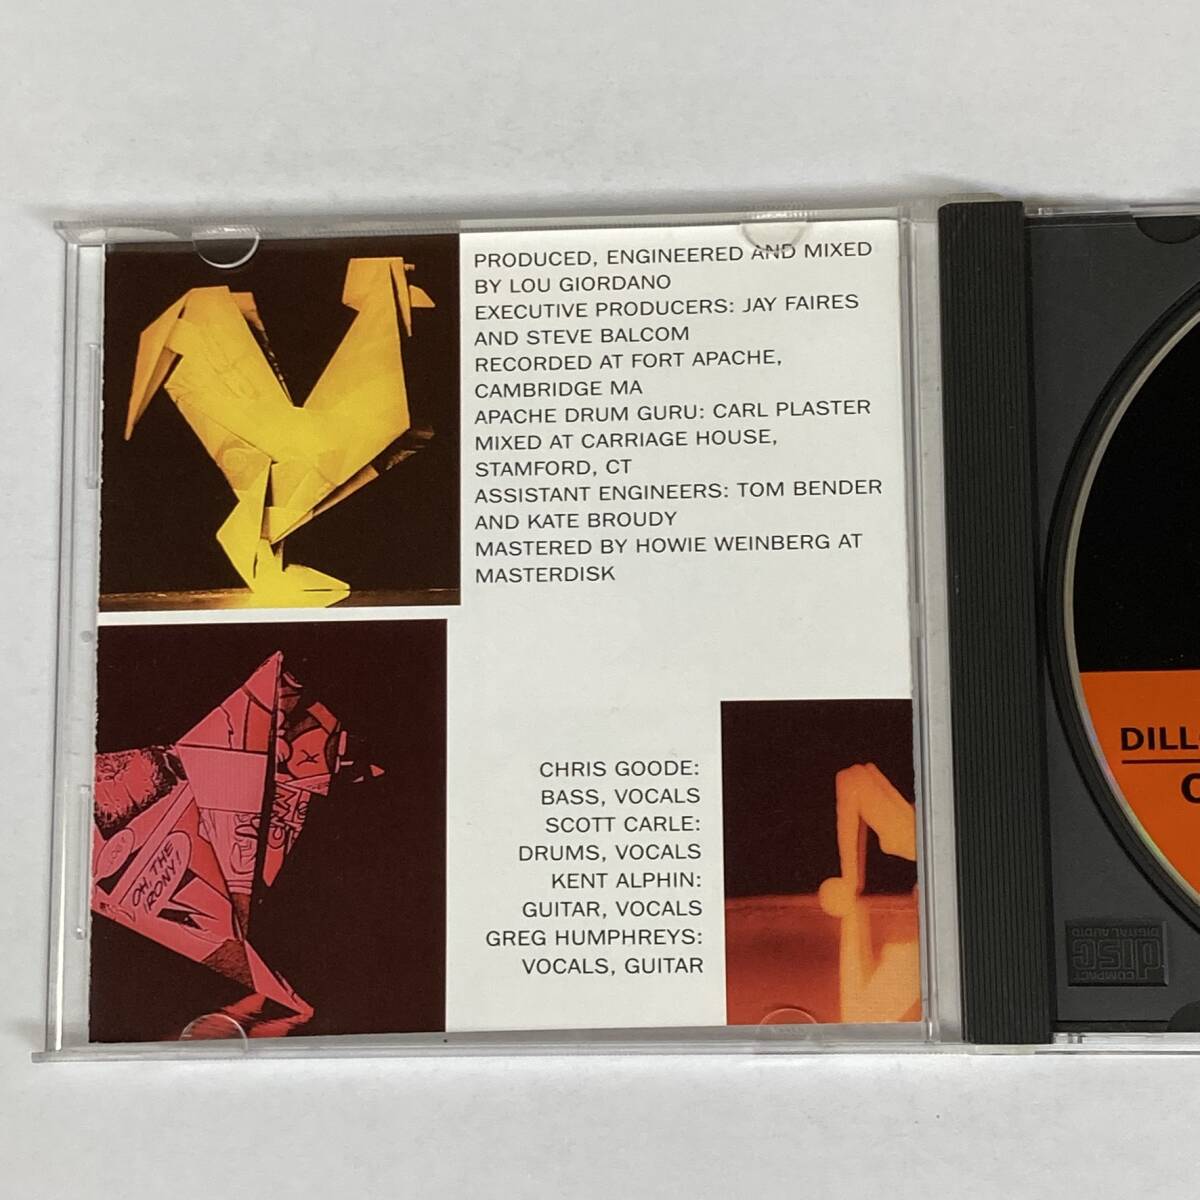 PRODUCED, ENGINEERED AND MIXED
BY LOU GIORDANO
EXECUTIVE PRODUCERS: JAY FAIRES
AND STEVE BALCOM
RECORDED AT FORT APACHE,
CAMBRIDGE MA
APACHE DRUM GURU: CARL PLASTER
MIXED AT CARRIAGE HOUSE,
STAMFORD, CT
ASSISTANT ENGINEERS: TOM BENDER
AND KATE BROUDY
MASTERED BY HOWIE WEINBERG AT
MASTERDISK
CHRIS GOODE:
BASS, VOCALS
SCOTT CARLE:
DRUMS, VOCALS
KENT ALPHIN:
GUITAR, VOCALS
GREG HUMPHREYS:
VOCALS, GUITAR
OH, THE
IRONY!
DILL
C
COMPACT
disc
DIGITAL AUDIO